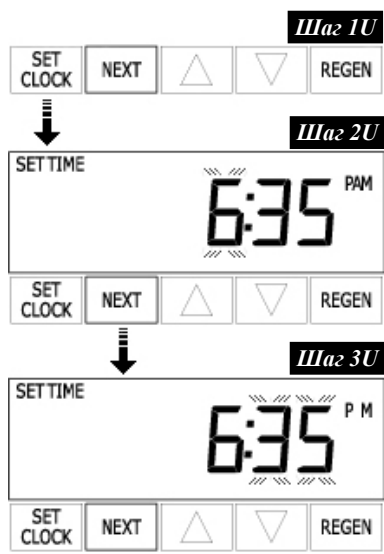 Шаг 1U
SET CLOCK NEXT REGEN
Шаг 2U
SET TIME
6:35 PAM
SET CLOCK NEXT REGEN
Шаг 3U
SET TIME
6:35 P M
SET CLOCK NEXT REGEN